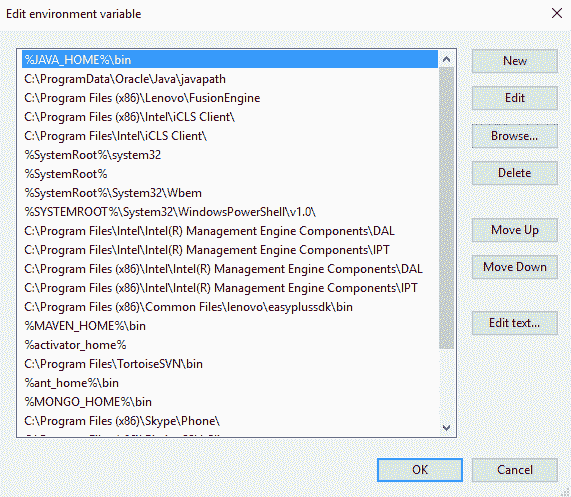 Edit environment variable
%JAVA_HOME%\bin
C:\ProgramData\Oracle\Java\javapath
C:\Program Files (x86)\Lenovo\FusionEngine
C:\Program Files (x86)\Intel\iCLS Client\
C:\Program Files\Intel\iCLS Client\
%SystemRoot%\system32
%SystemRoot%
%SystemRoot%\System32\Wbem
%SYSTEMROOT%\System32\WindowsPowerShell\v1.0\
C:\Program Files\Intel\Intel(R) Management Engine Components\DAL
C:\Program Files\Intel\Intel(R) Management Engine Components\IPT
C:\Program Files (x86)\Intel\Intel(R) Management Engine Components\DAL
C:\Program Files (x86)\Intel\Intel(R) Management Engine Components\IPT
C:\Program Files (x86)\Common Files\lenovo\easyplussdk\bin
%MAVEN_HOME%\bin
%activator_home%
C:\Program Files\TortoiseSVN\bin
%ant_home%\bin
%MONGO_HOME%\bin
C:\Program Files (x86)\Skype\Phone\
New
Edit
Browse...
Delete
Move Up
Move Down
Edit text...
OK
Cancel